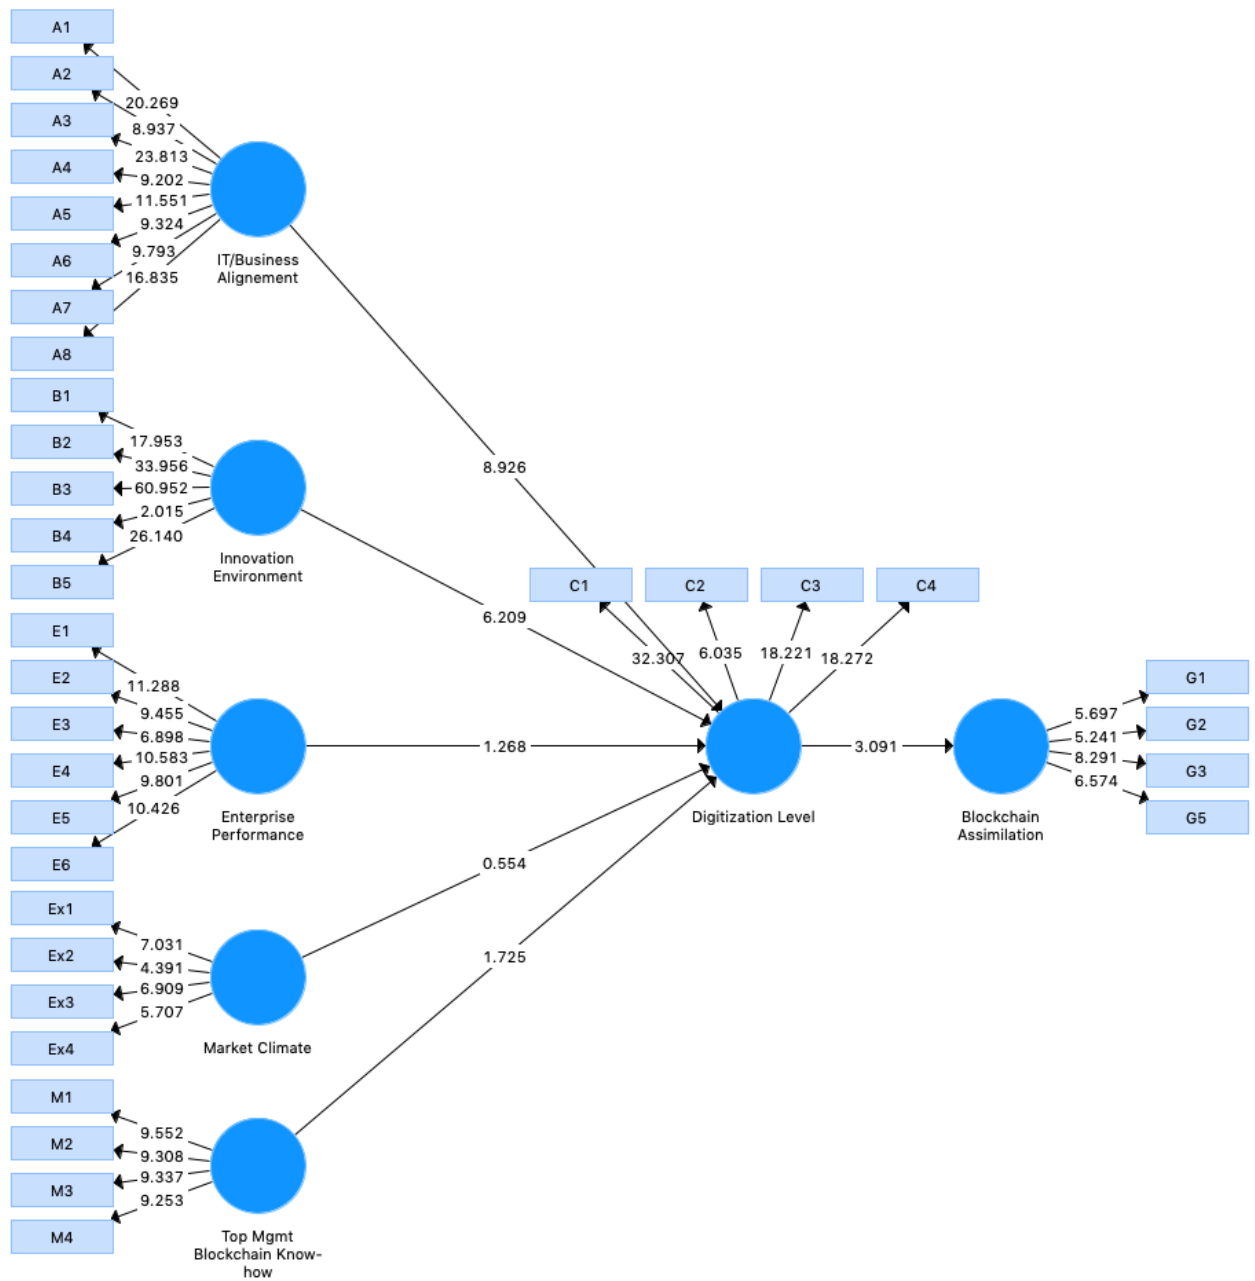 A1
A2
20.269
A3
8.937
23.813
A4
9.202
11.551
A5
9.324
A6
9.793
16.835
A7
A8
IT/Business
Alignement
8.926
B1
B2
17.953
33.956
B3
60.952
2.015
B4
26.140
B5
Innovation
Environment
6.209
C1
C2
C3
C4
32.307
6.035
18.221
18.272
E1
E2
11.288
9.455
E3
6.898
10.583
E4
9.801
E5
10.426
E6
Enterprise
Performance
1.268
Digitization Level
3.091
Blockchain
Assimilation
G1
5.697
G2
5.241
8.291
G3
6.574
G5
0.554
Ex1
7.031
Ex2
4.391
6.909
Ex3
5.707
Ex4
Market Climate
1.725
M1
9.552
M2
9.308
9.337
M3
9.253
M4
Top Mgmt
Blockchain Know-
how